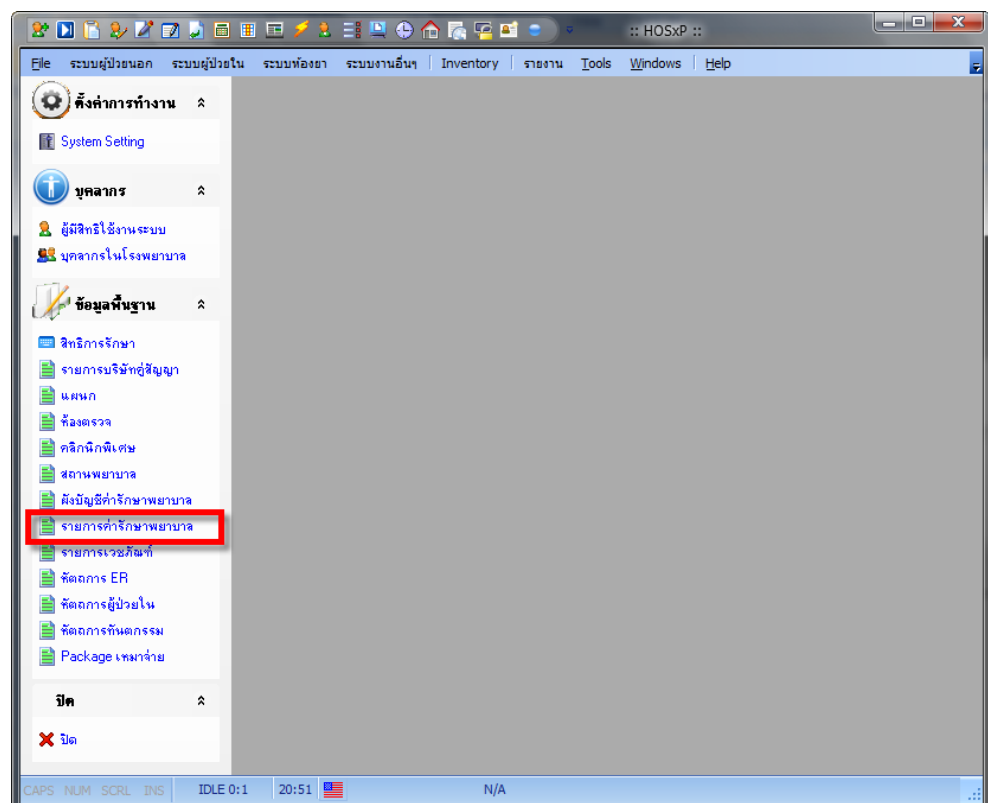 :: HOSxP ::
File ระบบผู้ป่วยนอก ระบบผู้ป่วยใน ระบบห้องยา ระบบงานอื่นๆ Inventory รายงาน Tools Windows Help
ตั้งค่าการทำงาน
System Setting
บุคลากร
ผู้มีสิทธิใช้งานระบบ
บุคลากรในโรงพยาบาล
ข้อมูลพื้นฐาน
สิทธิการรักษา
รายการบริษัทคู่สัญญา
แผนก
ห้องตรวจ
คลินิกพิเศษ
สถานพยาบาล
ผังบัญชีค่ารักษาพยาบาล
รายการค่ารักษาพยาบาล
รายการเวชภัณฑ์
หัตถการ ER
หัตถการผู้ป่วยใน
หัตถการทันตกรรม
Package เหมาจ่าย
ปิด
ปิด
CAPS NUM SCRL INS IDLE 0:1 20:51 N/A